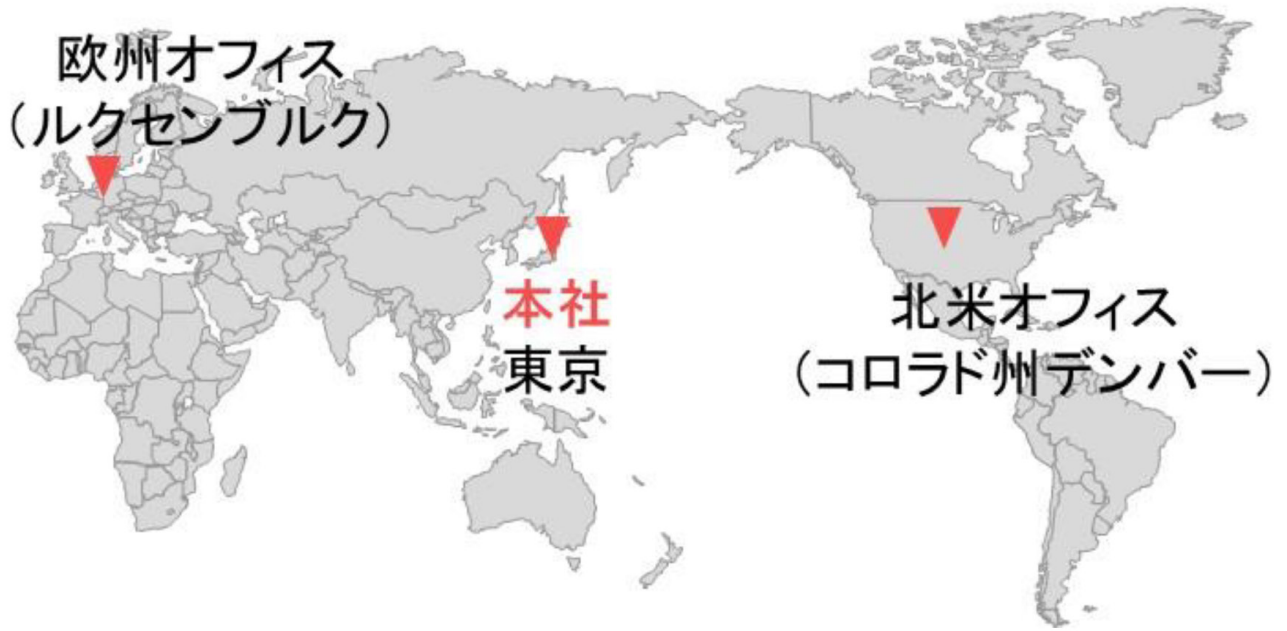 欧州オフィス
（ルクセンブルク）
本社
東京
北米オフィス
（コロラド州デンバー）